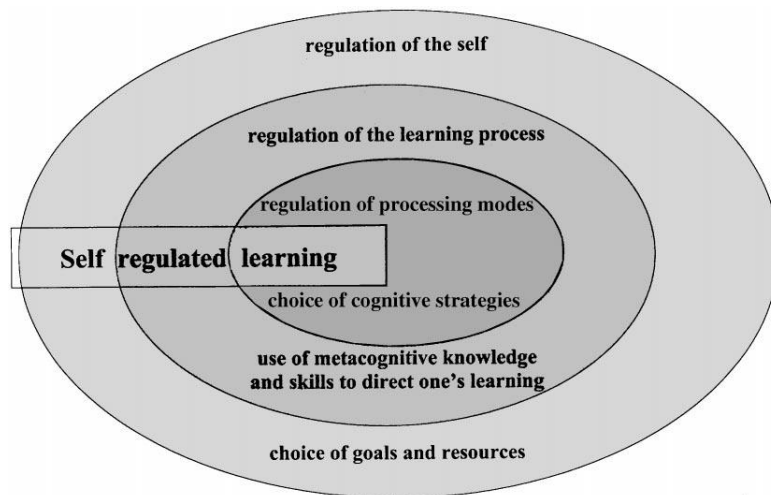 regulation of the self
regulation of the learning process
regulation of processing modes
Self regulated learning
choice of cognitive strategies
use of metacognitive knowledge
and skills to direct one's learning
choice of goals and resources